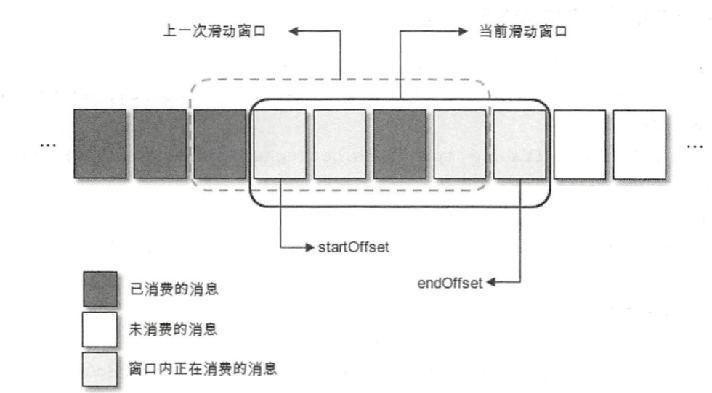 上一次滑动窗口
当前滑动窗口
...
...
startOffset
endOffset
已消费的消息
未消费的消息
窗口内正在消费的消息